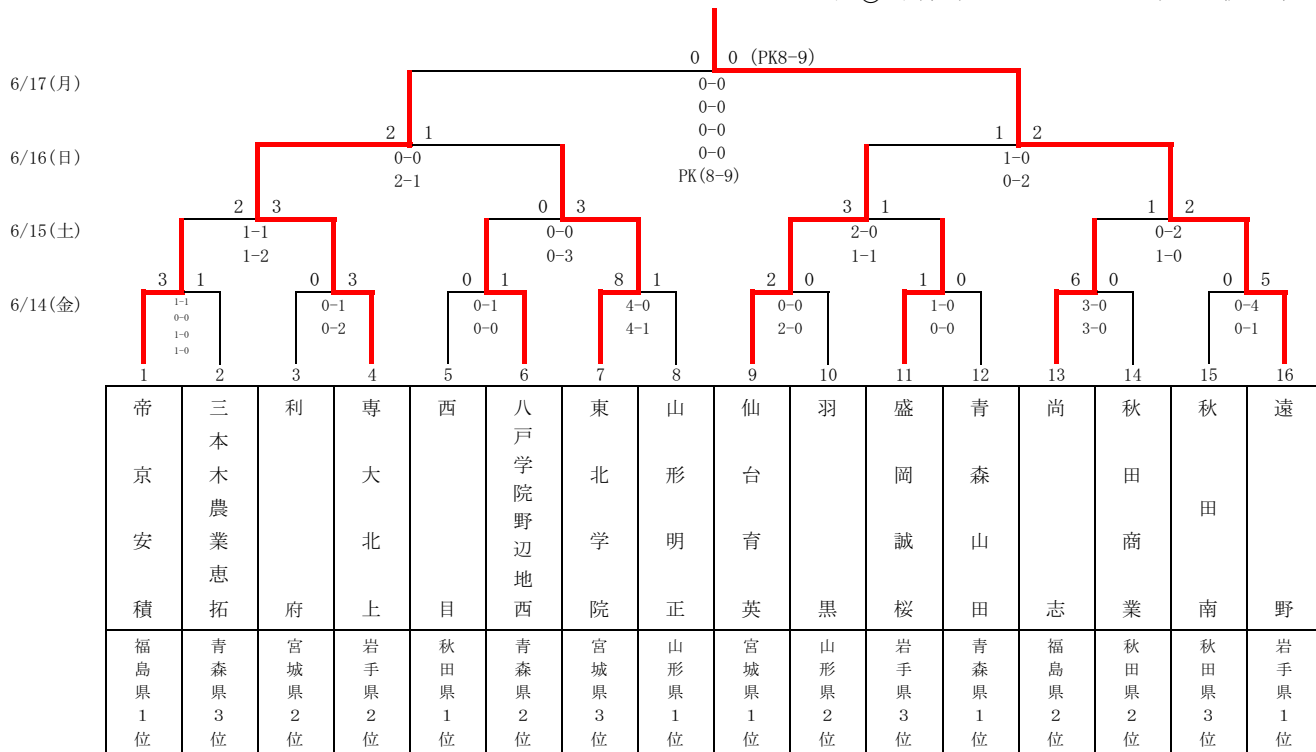 0 0 (PK8-9)
6/17(月)
0-0
0-0
0-0
0-0
PK(8-9)
2 1
1 2
6/16(日)
0-0
2-1
1-0
0-2
2 3
0 3
3 1
1 2
6/15(土)
1-1
1-2
0-0
0-3
2-0
1-1
0-2
1-0
3 1
0 3
0 1
8 1
2 0
1 0
6 0
0 5
6/14(金)
1-1
0-0
1-0
1-0
0-1
0-2
0-1
0-0
4-0
4-1
0-0
2-0
1-0
0-0
3-0
3-0
0-4
0-1
1 2 3 4 5 6 7 8 9 10 11 12 13 14 15 16
帝京安積
三本木農業恵拓
利府
専大北上
西目
八戸学院野辺地西
東北学院
山形明正
仙台育英
羽黒
盛岡誠桜
青森山田
尚志
秋田商業
秋田南
遠野
福島県1位
青森県3位
宮城県2位
岩手県2位
秋田県1位
青森県2位
宮城県3位
山形県1位
宮城県1位
山形県2位
岩手県3位
青森県1位
福島県2位
秋田県2位
秋田県3位
岩手県1位